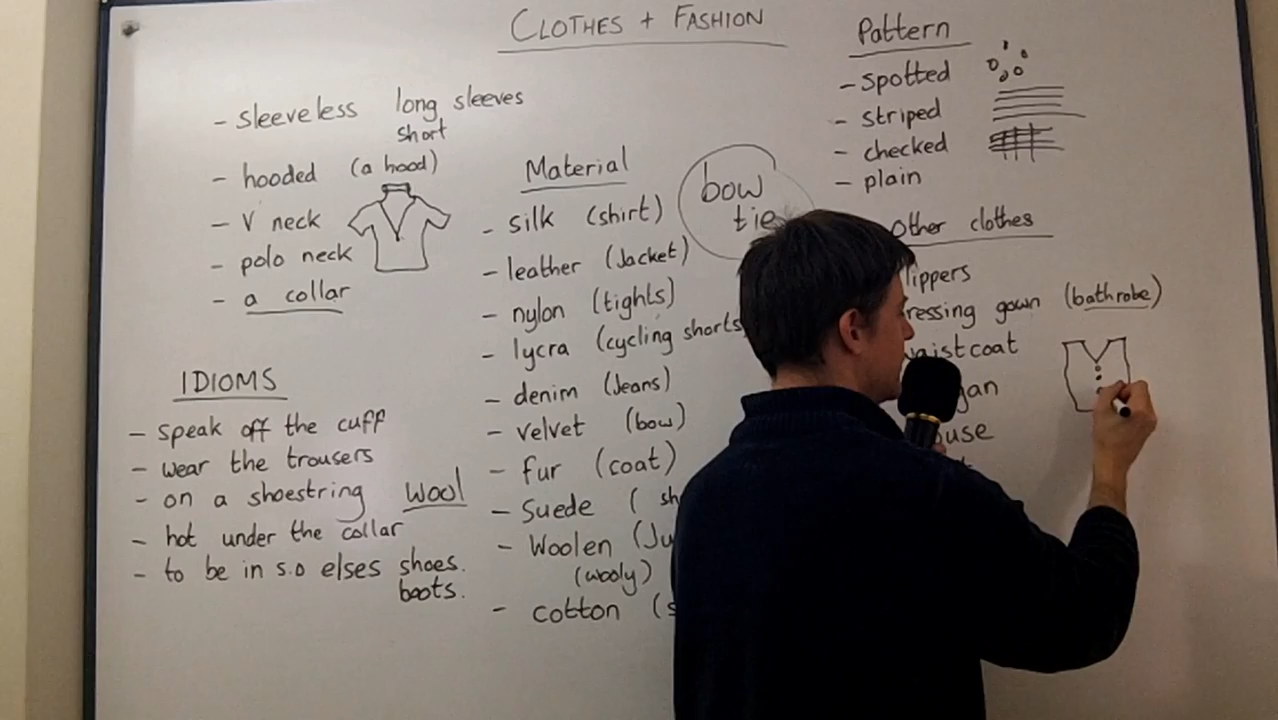 CLOTHES + FASHION
- sleeveless long sleeves
short
- hooded (a hood)
- V neck
- polo neck
- a collar
IDIOMS
- speak off the cuff
- wear the trousers
- on a shoestring
- hot under the collar
- to be in s.o elses shoes.
boots.
wool
Material
- silk (shirt)
- leather (Jacket)
- nylon (tights)
- lycra (cycling shorts
- denim (Jeans)
- velvet (bow)
- fur (coat)
- Suede (
- Woolen
(wooly)
- cotton
bow
tie
Pattern
- spotted
- striped
- checked
- plain
Other clothes
lippers
ressing gown (bathrobe)
aistcoat
gan
ouse